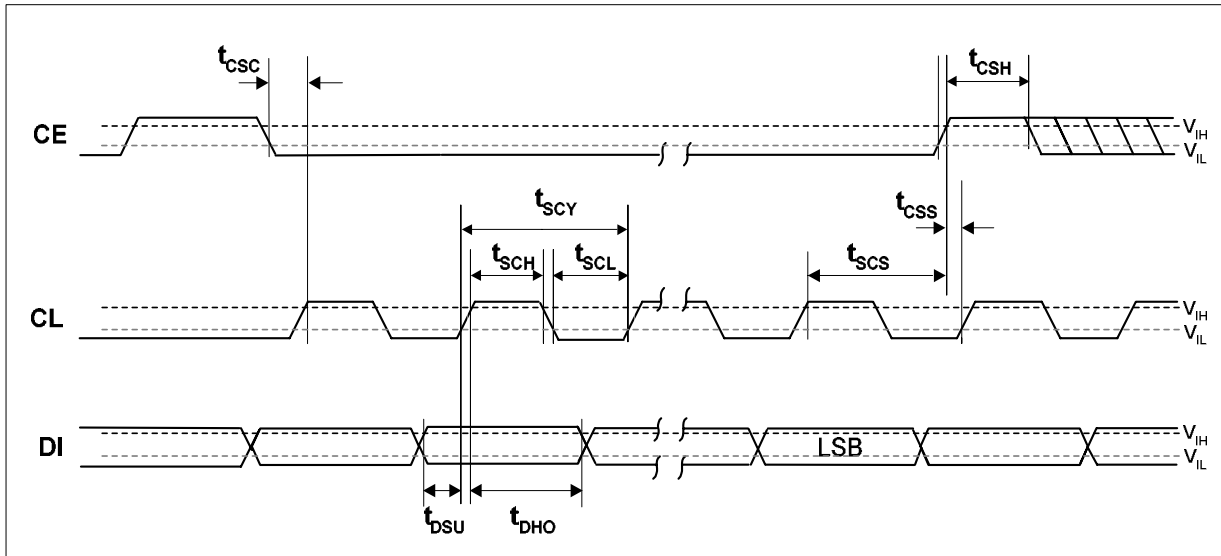 tCSC
tCSH
CE
VIH
VIL
tSCY
tCSS
tSCH
tSCL
tSCS
CL
VIH
VIL
DI
LSB
VIH
VIL
tDSU
tDHO